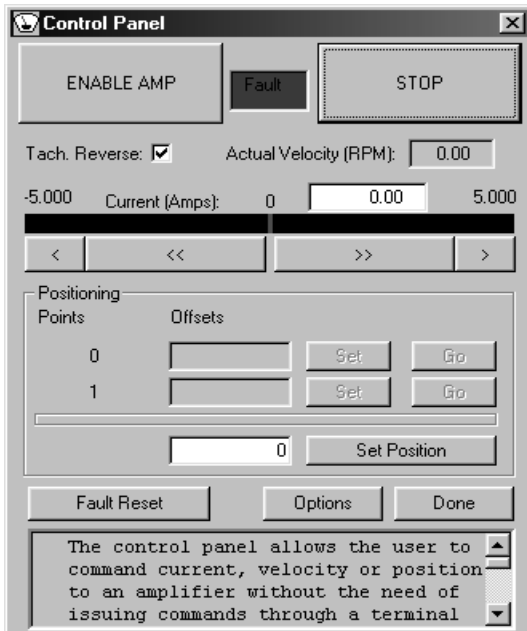 Control Panel
ENABLE AMP Fault STOP
Tach. Reverse: Actual Velocity (RPM): 0.00
-5.000 Current (Amps): 0 0.00 5.000
< << >> >
Positioning
Points Offsets
0 Set Go
1 Set Go
0 Set Position
Fault Reset Options Done
The control panel allows the user to
command current, velocity or position
to an amplifier without the need of
issuing commands through a terminal